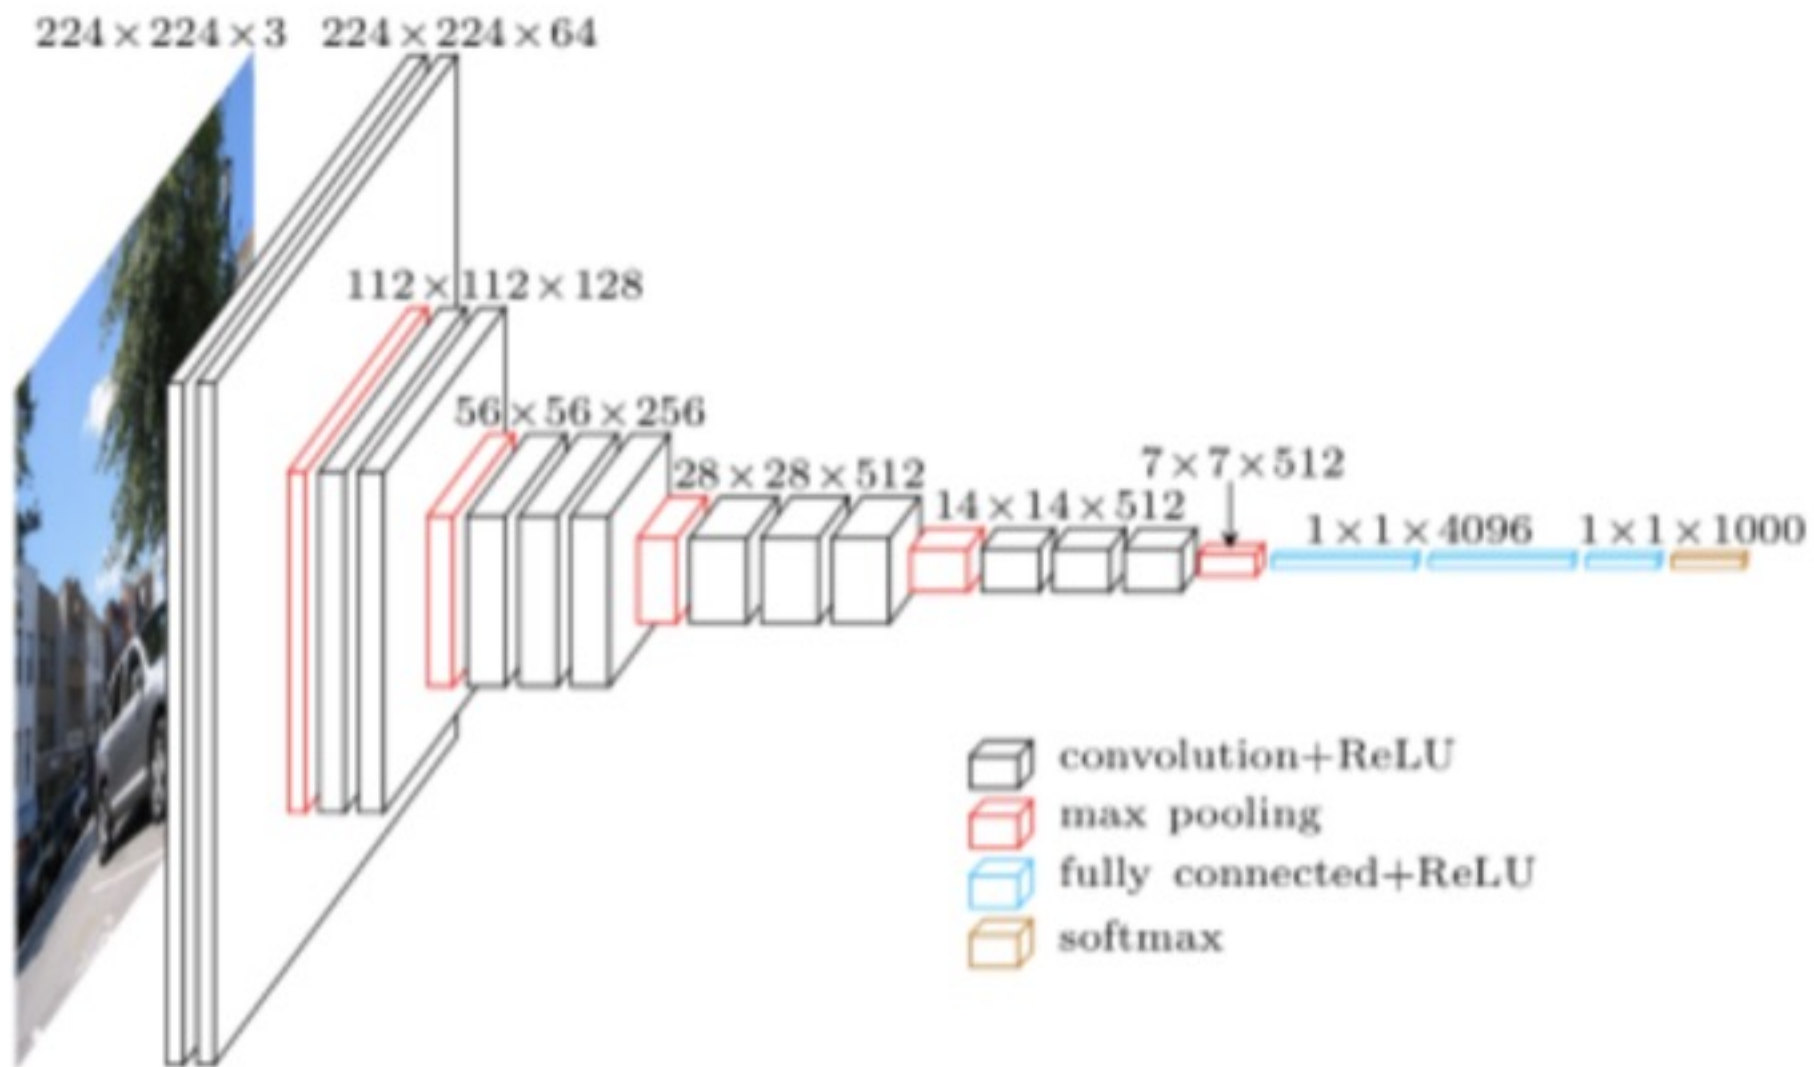 224×224×3
224×224×64
112×112×128
56×56×256
28×28×512
14×14×512
7×7×512
1×1×4096
1×1×1000
convolution+ReLU
max pooling
fully connected+ReLU
softmax